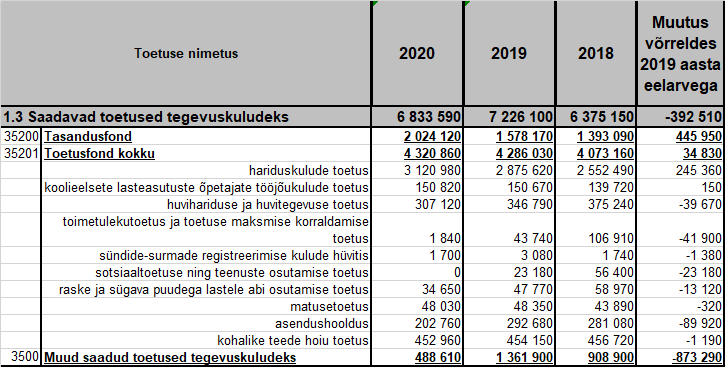 Toetuse nimetus 2020 2019 2018 Muutus võrreldes 2019 aasta eelarvega
1.3 Saadavad toetused tegevuskuludeks 6 833 590 7 226 100 6 375 150 -392 510
35200 Tasandusfond 2 024 120 1 578 170 1 393 090 445 950
35201 Toetusfond kokku 4 320 860 4 286 030 4 073 160 34 830
hariduskulude toetus 3 120 980 2 875 620 2 552 490 245 360
koolieelsete lasteasutuste õpetajate tööjõukulude toetus 150 820 150 670 139 720 150
huvihariduse ja huvitegevuse toetus 307 120 346 790 375 240 -39 670
toimetulekutoetus ja toetuse maksmise korraldamise
toetus 1 840 43 740 106 910 -41 900
sündide-surmade registreerimise kulude hüvitis 1 700 3 080 1 740 -1 380
sotsiaaltoetuse ning teenuste osutamise toetus 0 23 180 56 400 -23 180
raske ja sügava puudega lastele abi osutamise toetus 34 650 47 770 58 970 -13 120
matusetoetus 48 030 48 350 43 890 -320
asendushooldus 202 760 292 680 281 080 -89 920
kohalike teede hoiu toetus 452 960 454 150 456 720 -1 190
3500 Muud saadud toetused tegevuskuludeks 488 610 1 361 900 908 900 -873 290